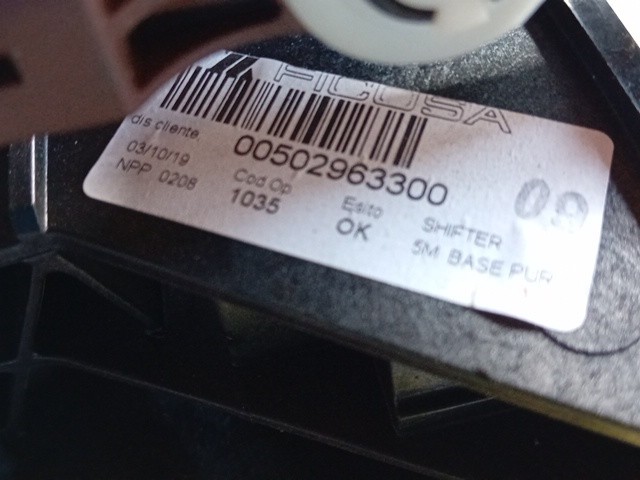 FICOSA
dis cliente.
00502963300
09
03/10/19
Cod Op
Esito
SHIFTER
NPP 0208
1035
OK
5M BASE PUR